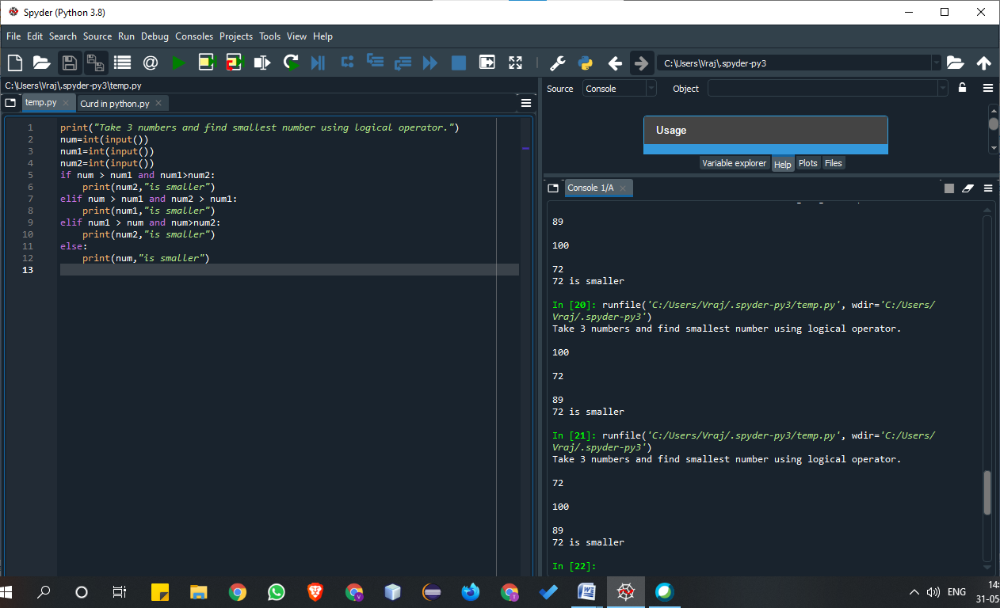 Spyder (Python 3.8)
File Edit Search Source Run Debug Consoles Projects Tools View Help
C:\Users\Vraj\.spyder-py3
C:\Users\Vraj\.spyder-py3\temp.py
temp.py
Curd in python.py
1 print("Take 3 numbers and find smallest number using logical operator.")
2 num=int(input())
3 num1=int(input())
4 num2=int(input())
5 if num > num1 and num1>num2:
6     print(num2,"is smaller")
7 elif num > num1 and num2 > num1:
8     print(num1,"is smaller")
9 elif num1 > num and num>num2:
10     print(num2,"is smaller")
11 else:
12     print(num,"is smaller")
13
Source Console Object
Usage
Variable explorer Help Plots Files
Console 1/A
89
100
72
72 is smaller
In [20]: runfile('C:/Users/Vraj/.spyder-py3/temp.py', wdir='C:/Users/
Vraj/.spyder-py3')
Take 3 numbers and find smallest number using logical operator.
100
72
89
72 is smaller
In [21]: runfile('C:/Users/Vraj/.spyder-py3/temp.py', wdir='C:/Users/
Vraj/.spyder-py3')
Take 3 numbers and find smallest number using logical operator.
72
100
89
72 is smaller
In [22]:
ENG
14:
31-05